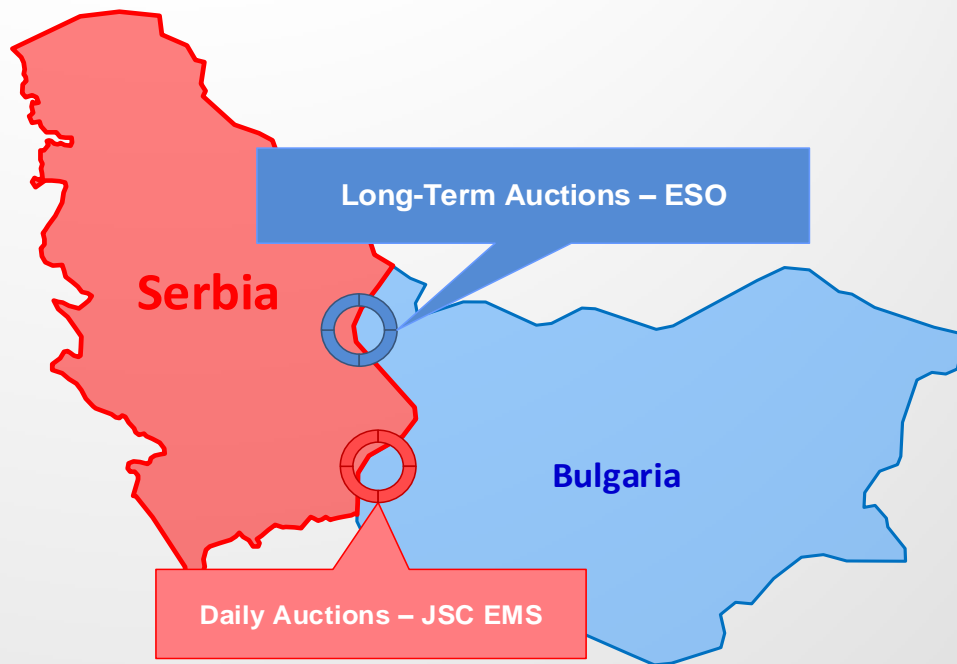 Long-Term Auctions – ESO
Serbia
Bulgaria
Daily Auctions – JSC EMS